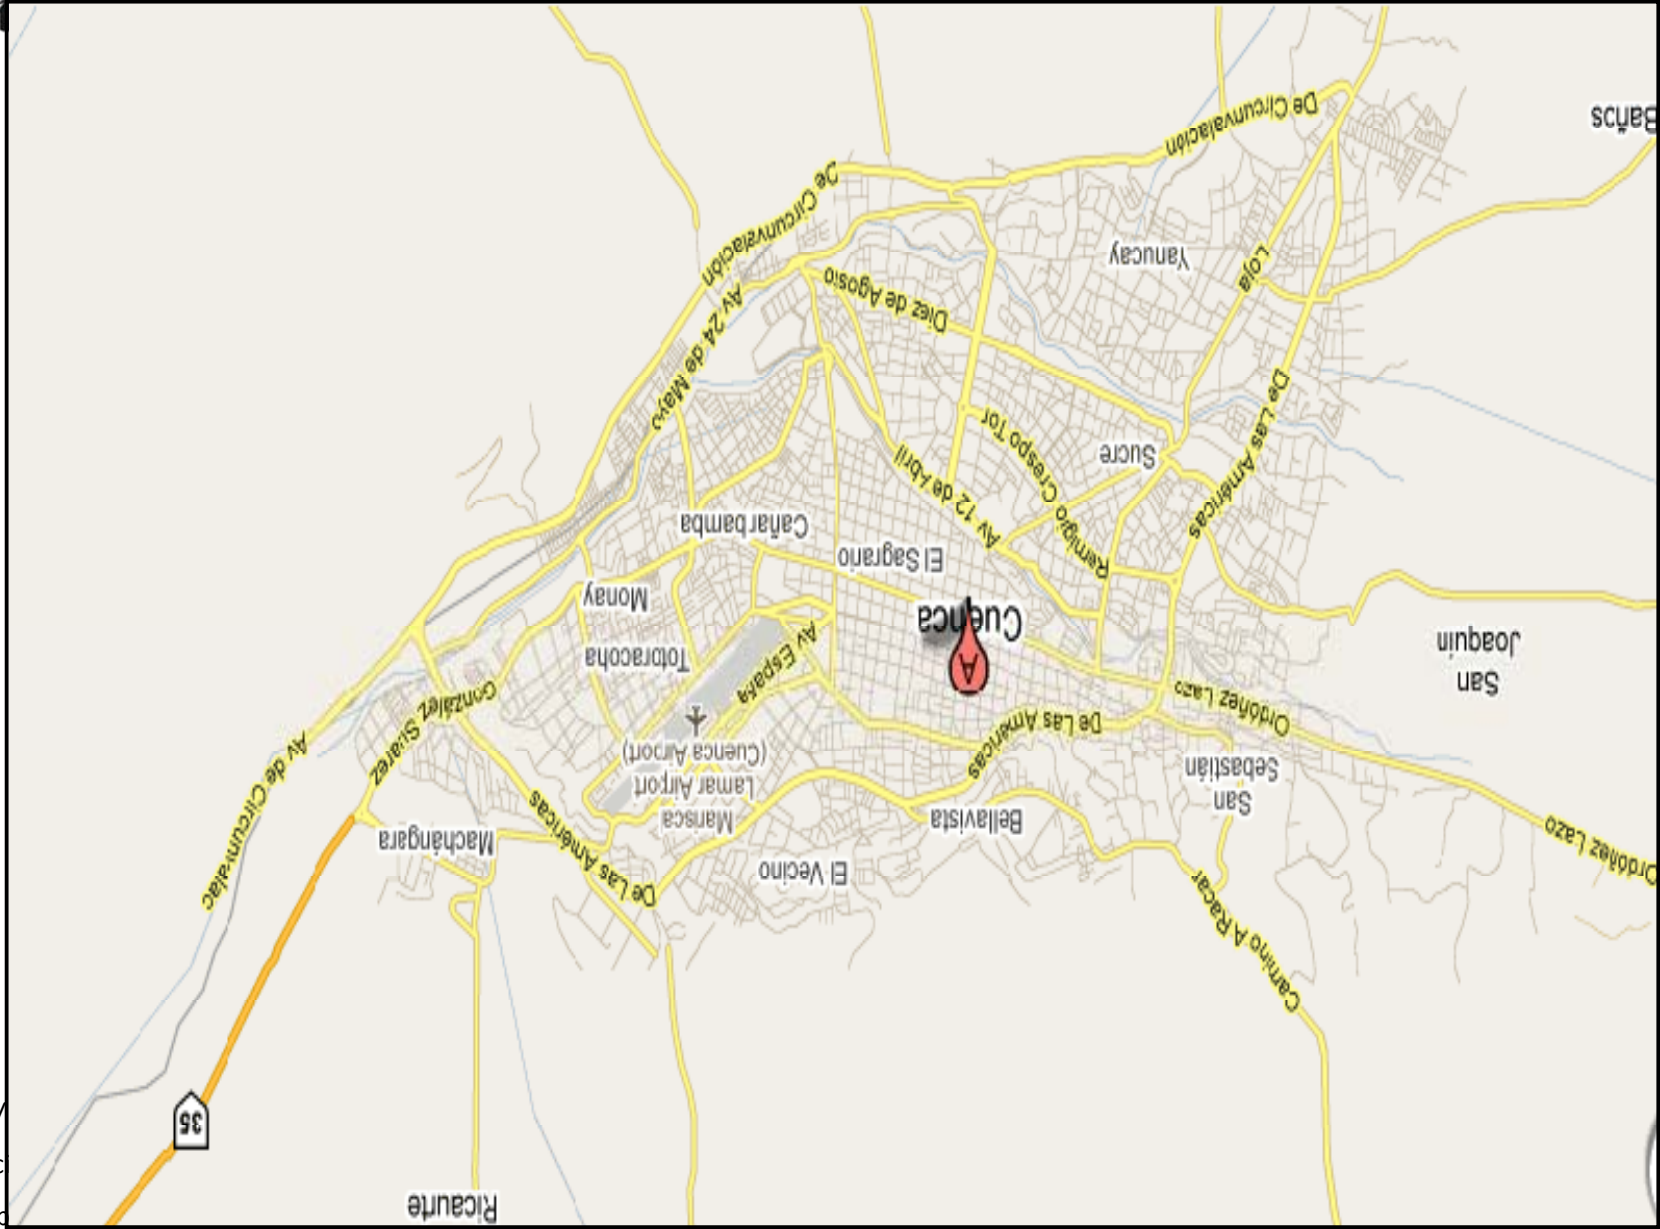 Ricaurte
35
Camino A Racar
Ordóñez Lazo
El Vecino
De Las Américas
Machángara
Av de Circunvalac
San
Sebastián
Bellavista
Marisca
Lamar Airport
(Cuenca Airport)
De Las Américas
González Suarez
Ordóñez Lazo
San
Joaquin
A
Cuenca
Av España
Totoracoha
Monay
El Sagrario
Cañarbamba
Remigio Crespo Tor
Av 12 de Abril
De Las Américas
Sucre
Av 24 de Mayo
Diez de Agosto
Loja
Yanucay
De Circunvalación
De Circunvalación
Baños